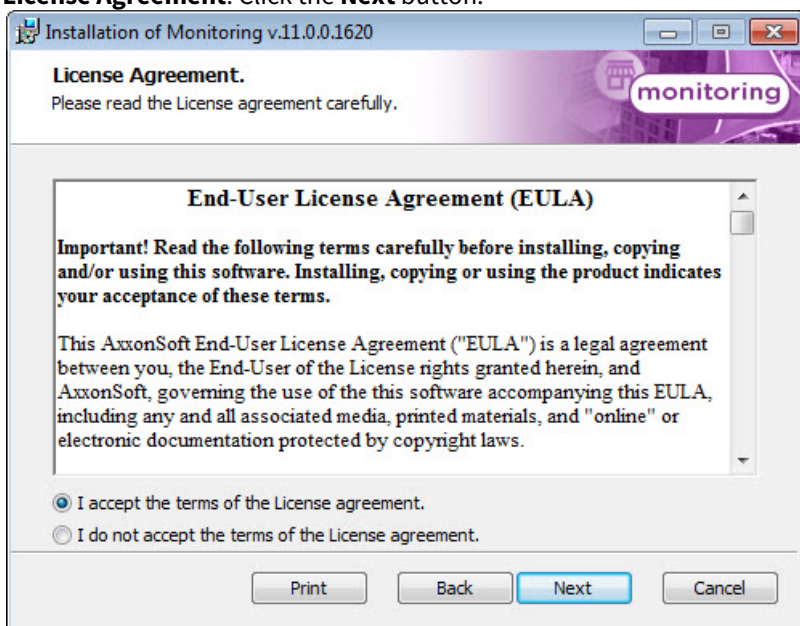 License Agreement. Click the Next button.
Installation of Monitoring v.11.0.0.1620
License Agreement.
Please read the License agreement carefully.
monitoring
End-User License Agreement (EULA)
Important! Read the following terms carefully before installing, copying
and/or using this software. Installing, copying or using the product indicates
your acceptance of these terms.
This AxxonSoft End-User License Agreement ("EULA") is a legal agreement
between you, the End-User of the License rights granted herein, and
AxxonSoft, governing the use of the this software accompanying this EULA,
including any and all associated media, printed materials, and "online" or
electronic documentation protected by copyright laws.
I accept the terms of the License agreement.
I do not accept the terms of the License agreement.
Print Back Next Cancel